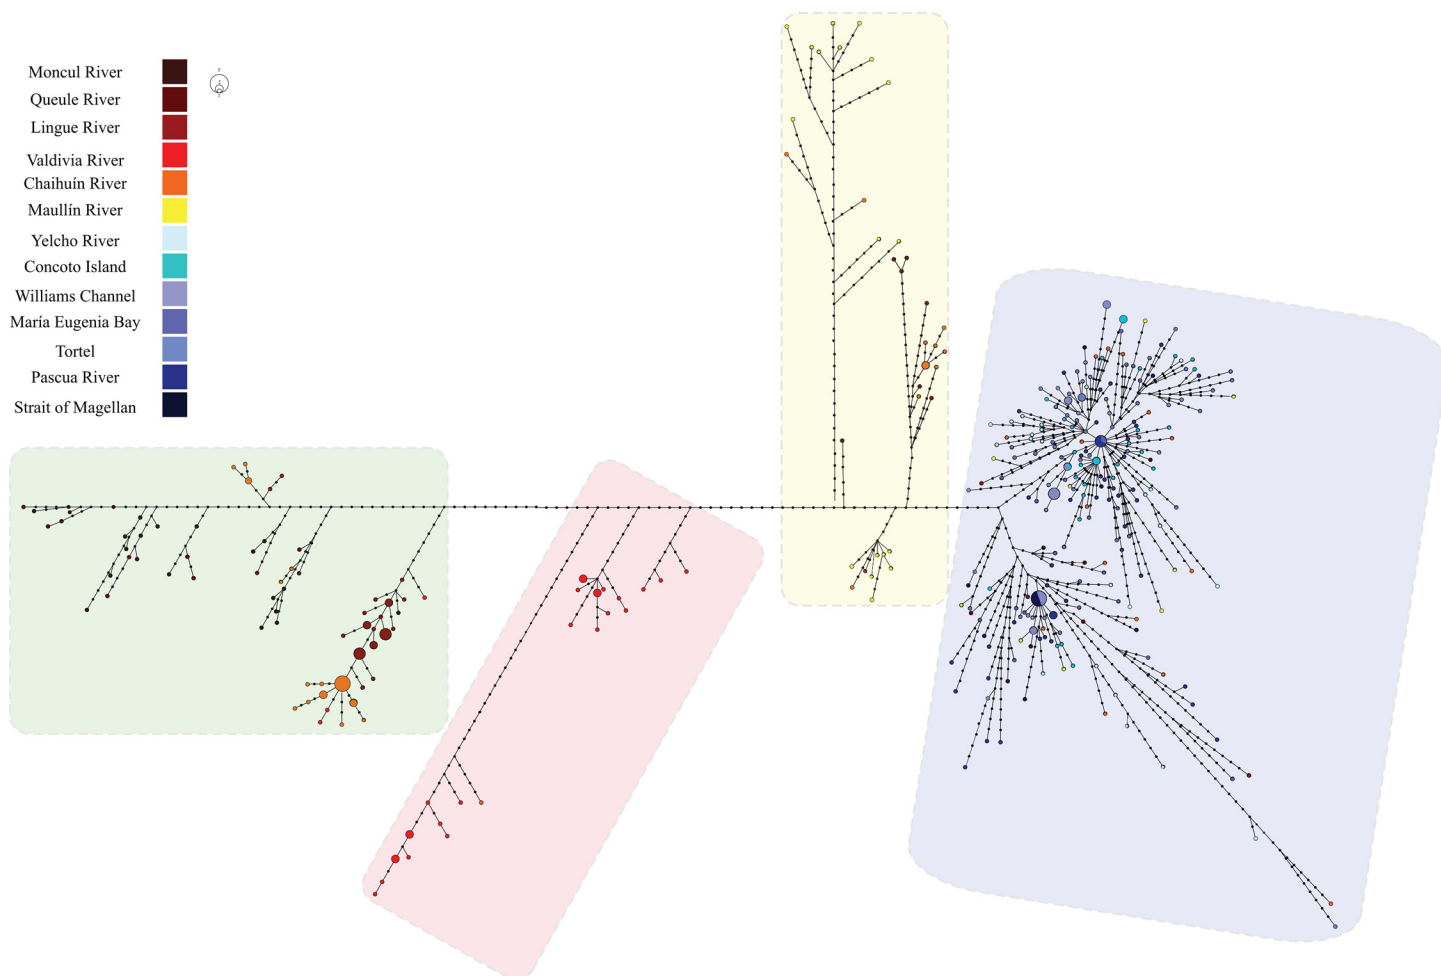 Moncul River
Queule River
Lingue River
Valdivia River
Chaihuín River
Maullín River
Yelcho River
Concoto Island
Williams Channel
María Eugenia Bay
Tortel
Pascua River
Strait of Magellan